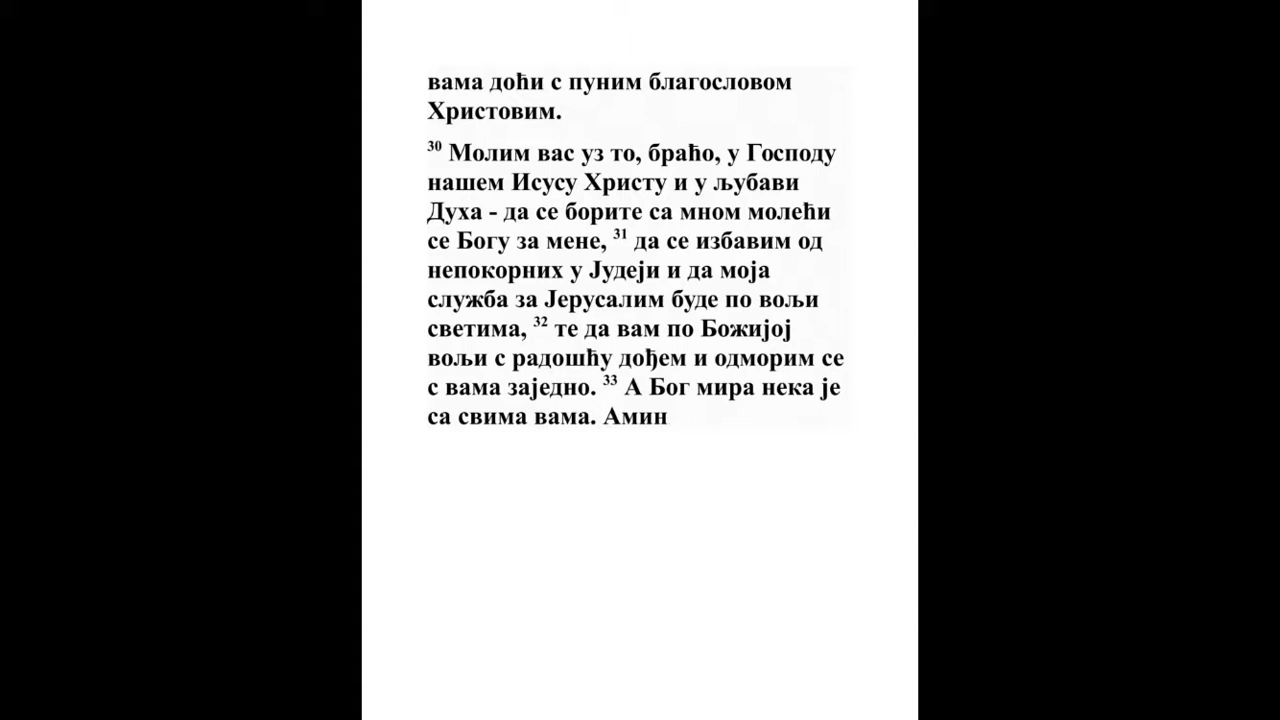 вама доћи с пуним благословом
Христовим.
30 Молим вас уз то, браћо, у Господу
нашем Исусу Христу и у љубави
Духа - да се борите са мном молећи
се Богу за мене, 31 да се избавим од
непокорних у Јудеји и да моја
служба за Јерусалим буде по вољи
светима, 32 те да вам по Божијој
вољи с радошћу дођем и одморим се
с вама заједно. 33 А Бог мира нека је
са свима вама. Амин